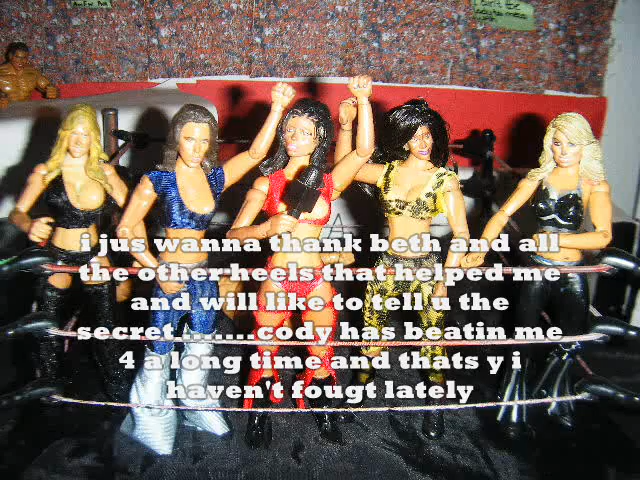 i jus wanna thank beth and all
the other heels that helped me
and will like to tell u the
secret .......cody has beatin me
4 a long time and thats y i
haven't fougt lately